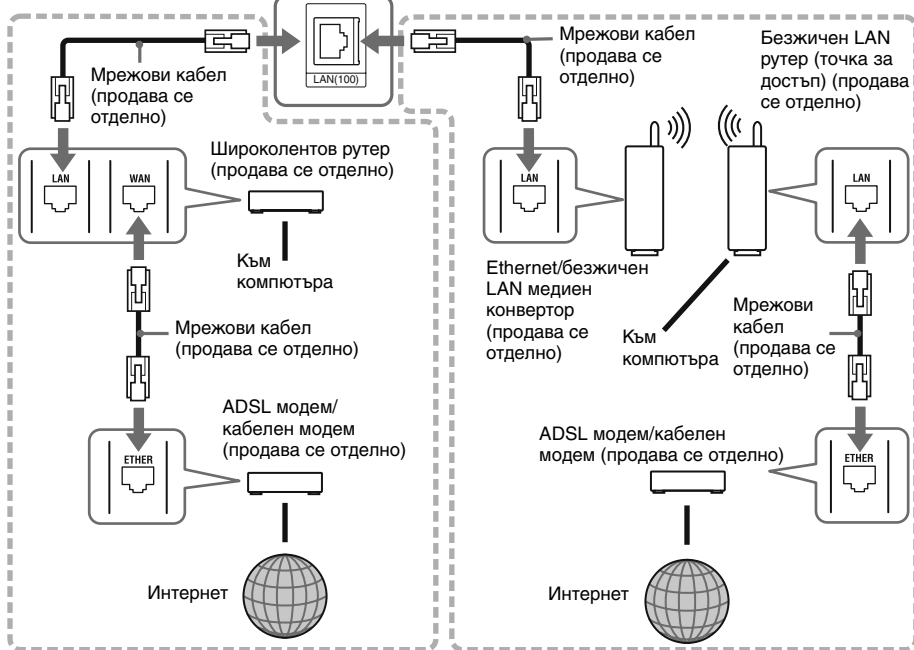 LAN(100)
Мрежови кабел
(продава се
отделно)
LAN
WAN
Широколентов рутер
(продава се отделно)
Към
компютъра
Мрежови кабел
(продава се отделно)
ADSL модем/
кабелен модем
(продава се отделно)
ETHER
Интернет
Мрежови кабел
(продава се
отделно)
Безжичен LAN
рутер (точка за
достъп) (продава
се отделно)
LAN
LAN
Ethernet/безжичен
LAN медиен
конвертор
(продава се
отделно)
Към
компютъра
Мрежови
кабел
(продава се
отделно)
ADSL модем/кабелен
модем (продава се отделно)
ETHER
Интернет